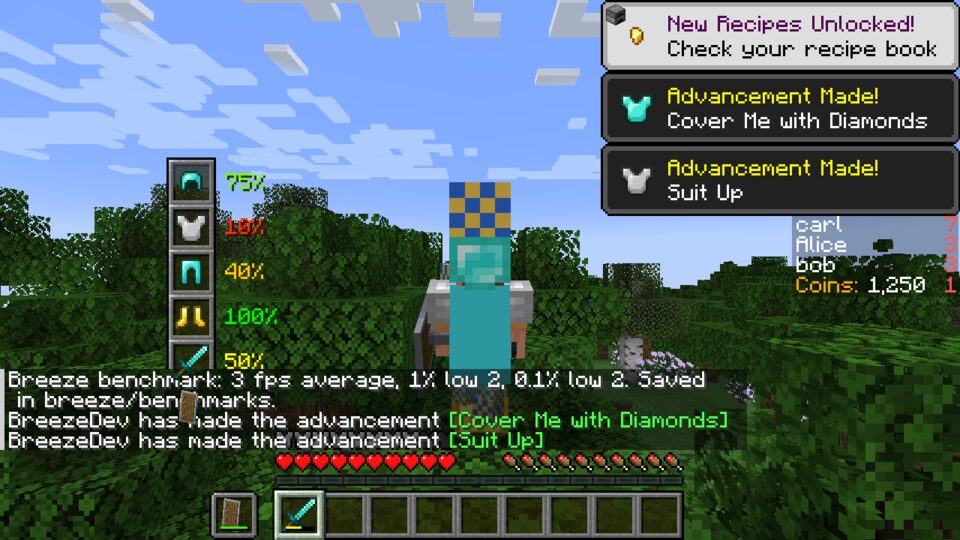 New Recipes Unlocked!
Check your recipe book
Advancement Made!
Cover Me with Diamonds
Advancement Made!
Suit Up
75%
10%
40%
100%
50%
carl 7
Alice 3
bob
Coins: 1,250 1
Breeze benchmark: 3 fps average, 1% low 2, 0.1% low 2. Saved
in breeze/benchmarks.
BreezeDev has made the advancement [Cover Me with Diamonds]
BreezeDev has made the advancement [Suit Up]